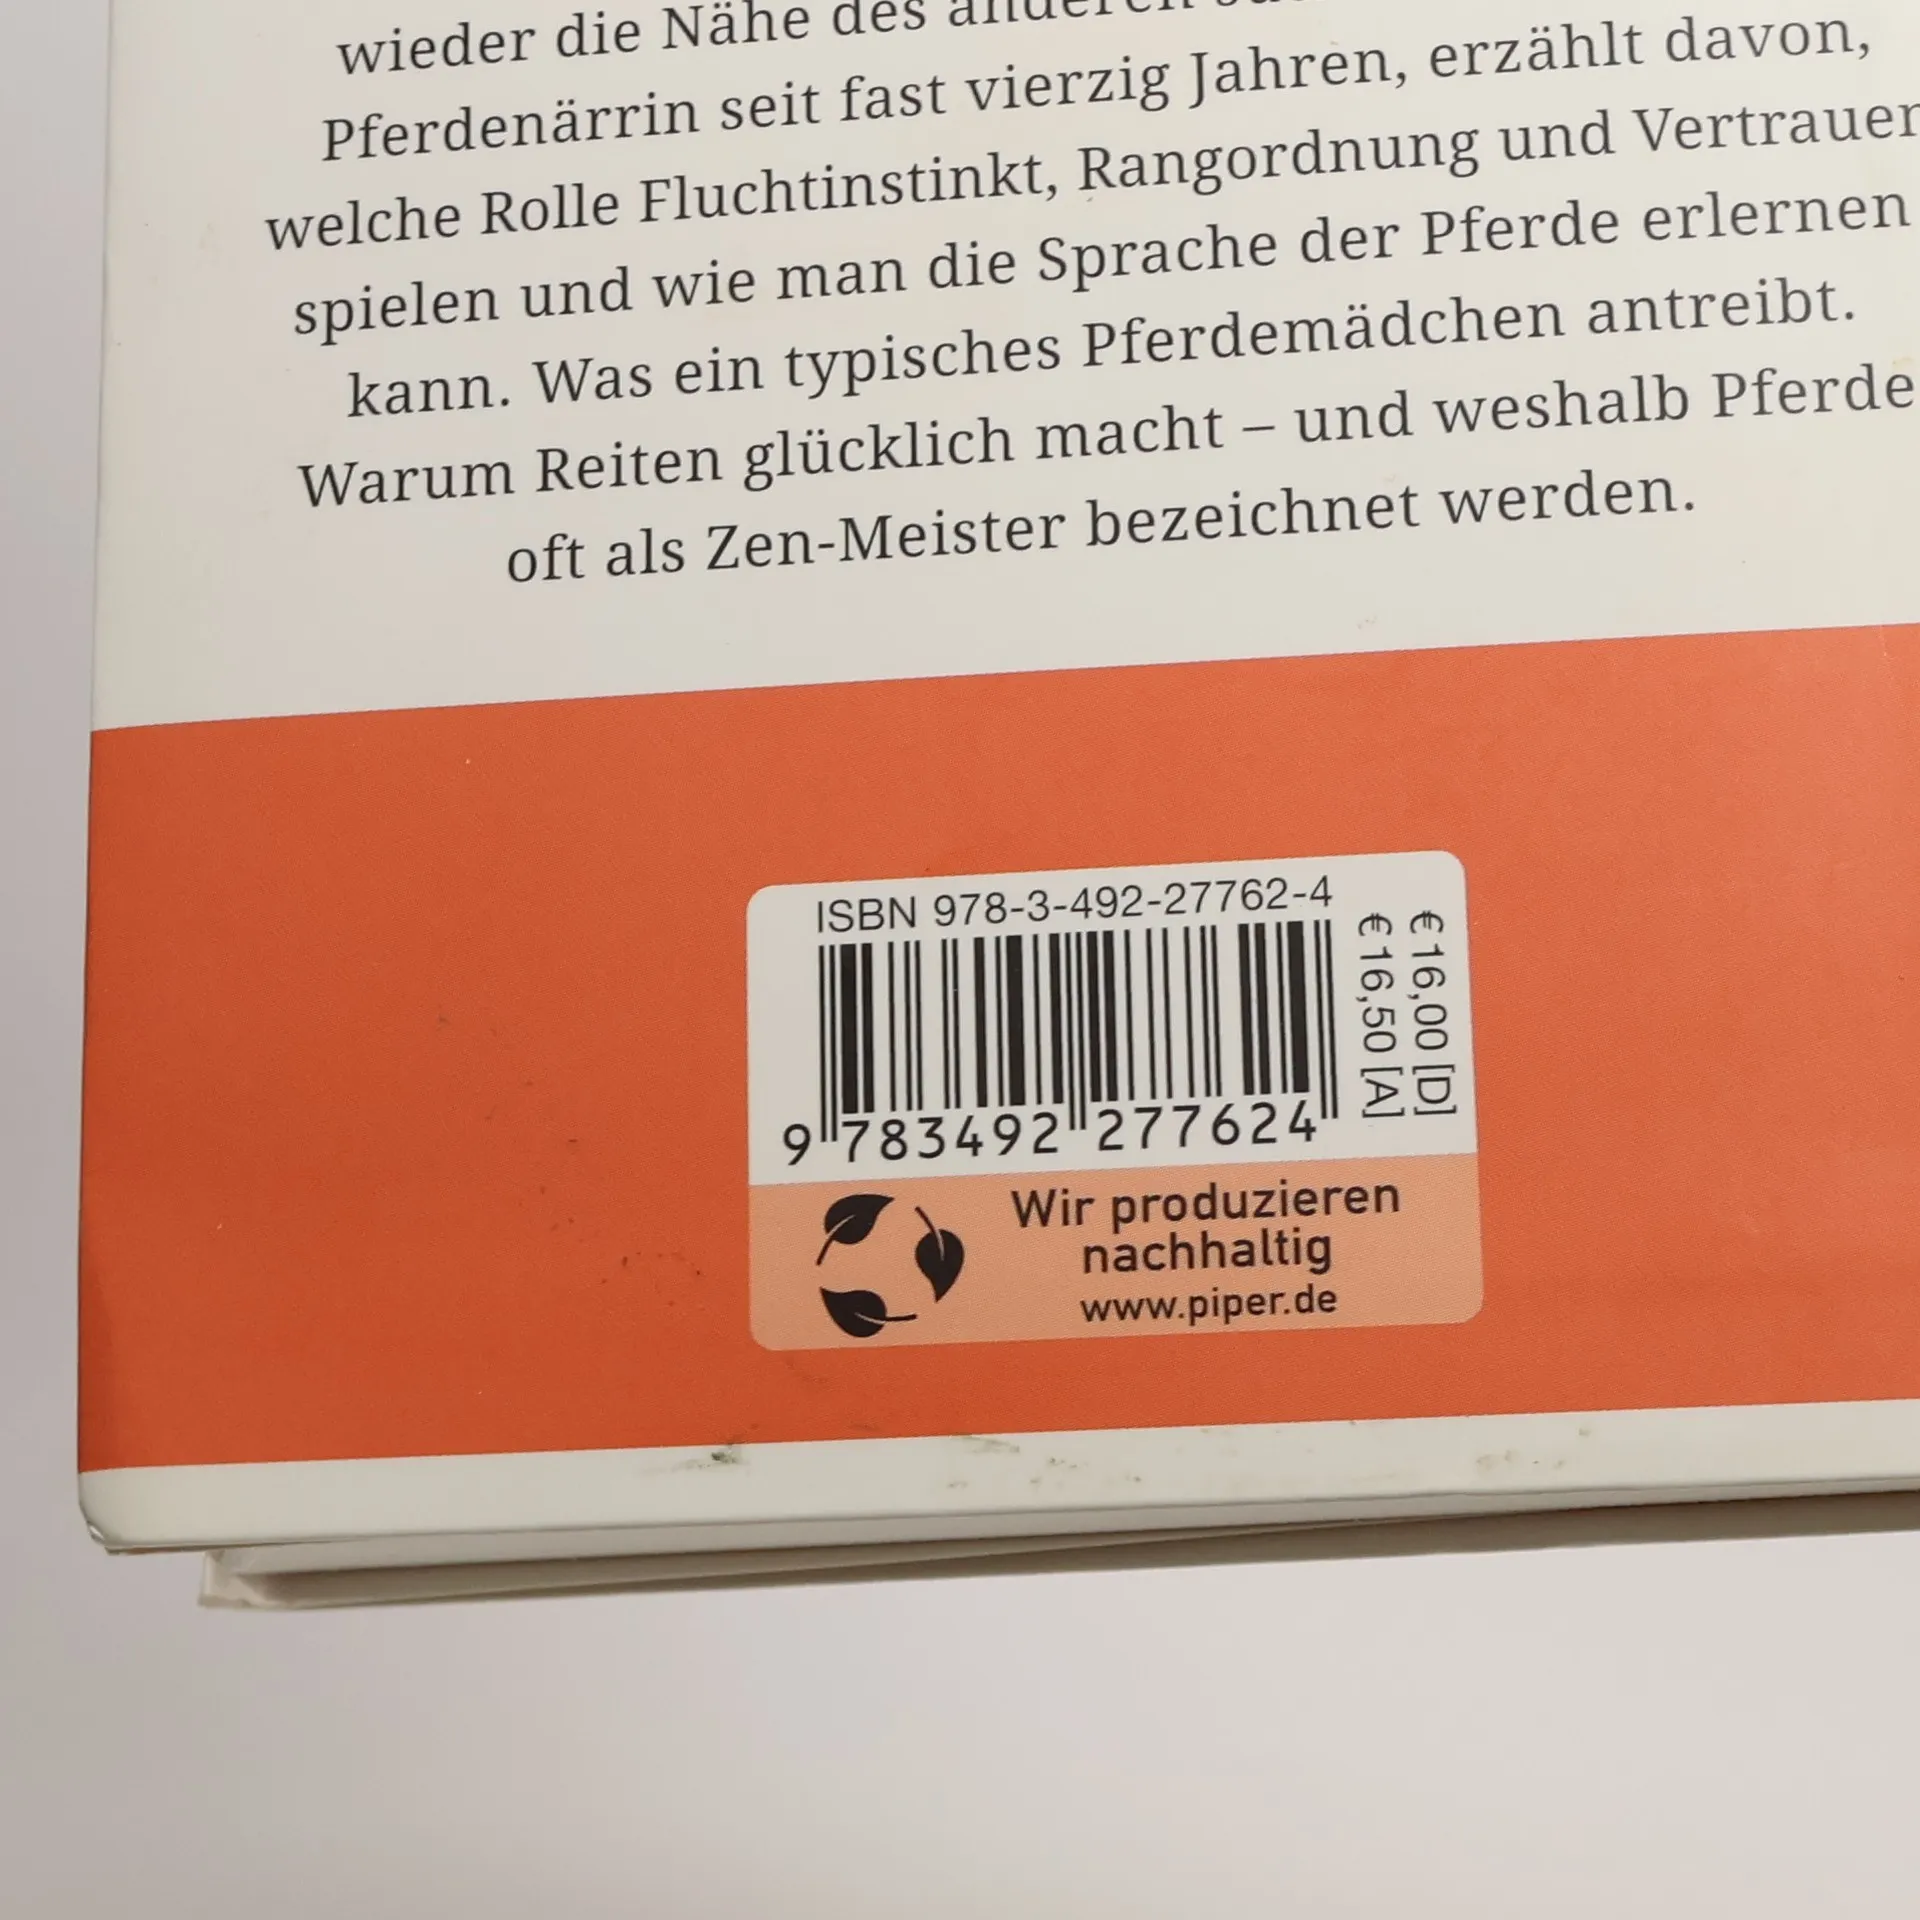 wieder die Nähe des anderen
Pferdenärrin seit fast vierzig Jahren, erzählt davon,
welche Rolle Fluchtinstinkt, Rangordnung und Vertrauen
spielen und wie man die Sprache der Pferde erlernen
kann. Was ein typisches Pferdemädchen antreibt.
Warum Reiten glücklich macht – und weshalb Pferde
oft als Zen-Meister bezeichnet werden.
ISBN 978-3-492-27762-4
€ 16,00 [D]
€ 16,50 [A]
9 783492 277624
Wir produzieren
nachhaltig
www.piper.de